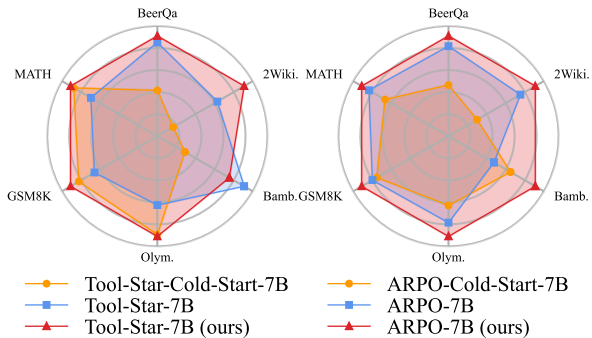 BeerQa
BeerQa
MATH
2Wiki.
MATH
2Wiki.
GSM8K
Bamb.
GSM8K
Bamb.
Olym.
Olym.
Tool-Star-Cold-Start-7B
Tool-Star-7B
Tool-Star-7B (ours)
ARPO-Cold-Start-7B
ARPO-7B
ARPO-7B (ours)